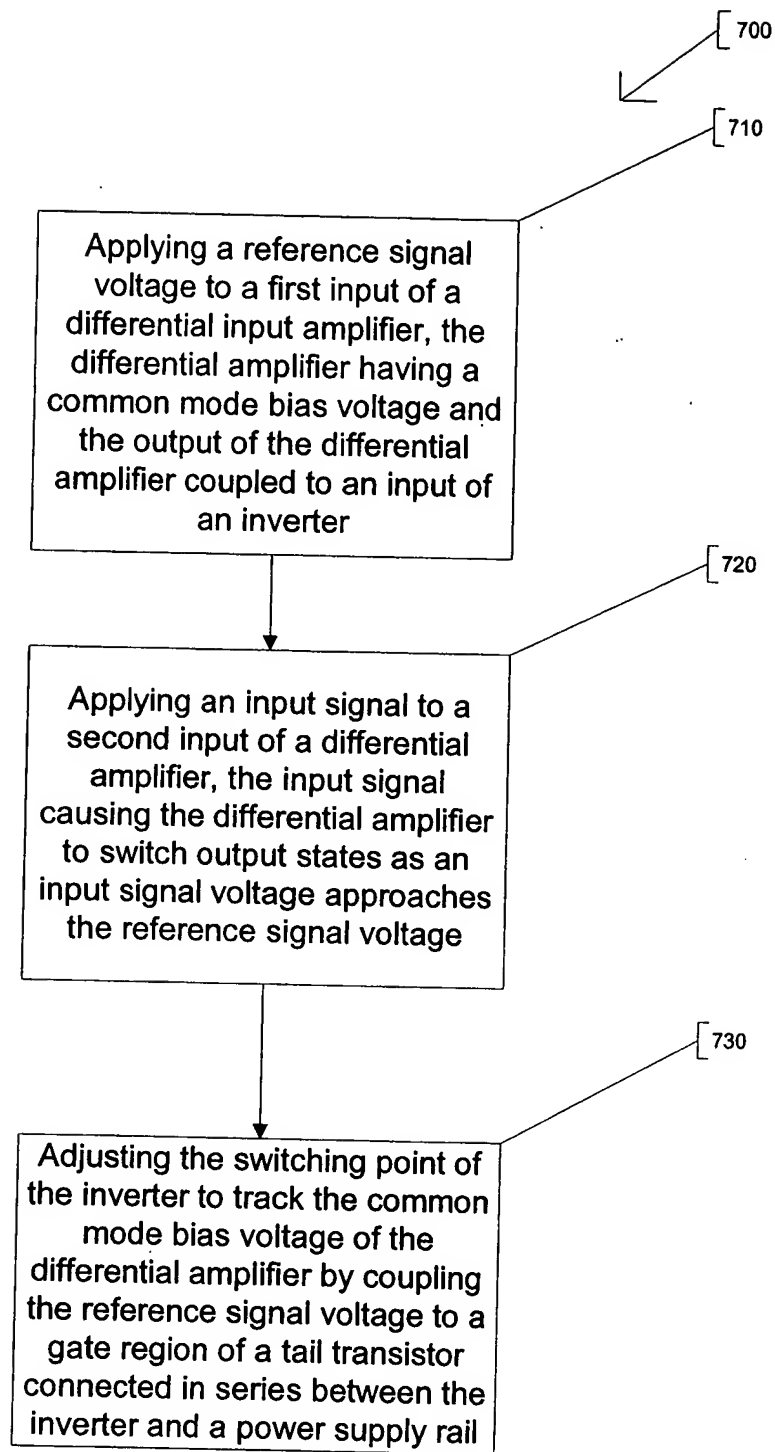 700
710
Applying a reference signal
voltage to a first input of a
differential input amplifier, the
differential amplifier having a
common mode bias voltage and
the output of the differential
amplifier coupled to an input of
an inverter
720
Applying an input signal to a
second input of a differential
amplifier, the input signal
causing the differential amplifier
to switch output states as an
input signal voltage approaches
the reference signal voltage
730
Adjusting the switching point of
the inverter to track the common
mode bias voltage of the
differential amplifier by coupling
the reference signal voltage to a
gate region of a tail transistor
connected in series between the
inverter and a power supply rail